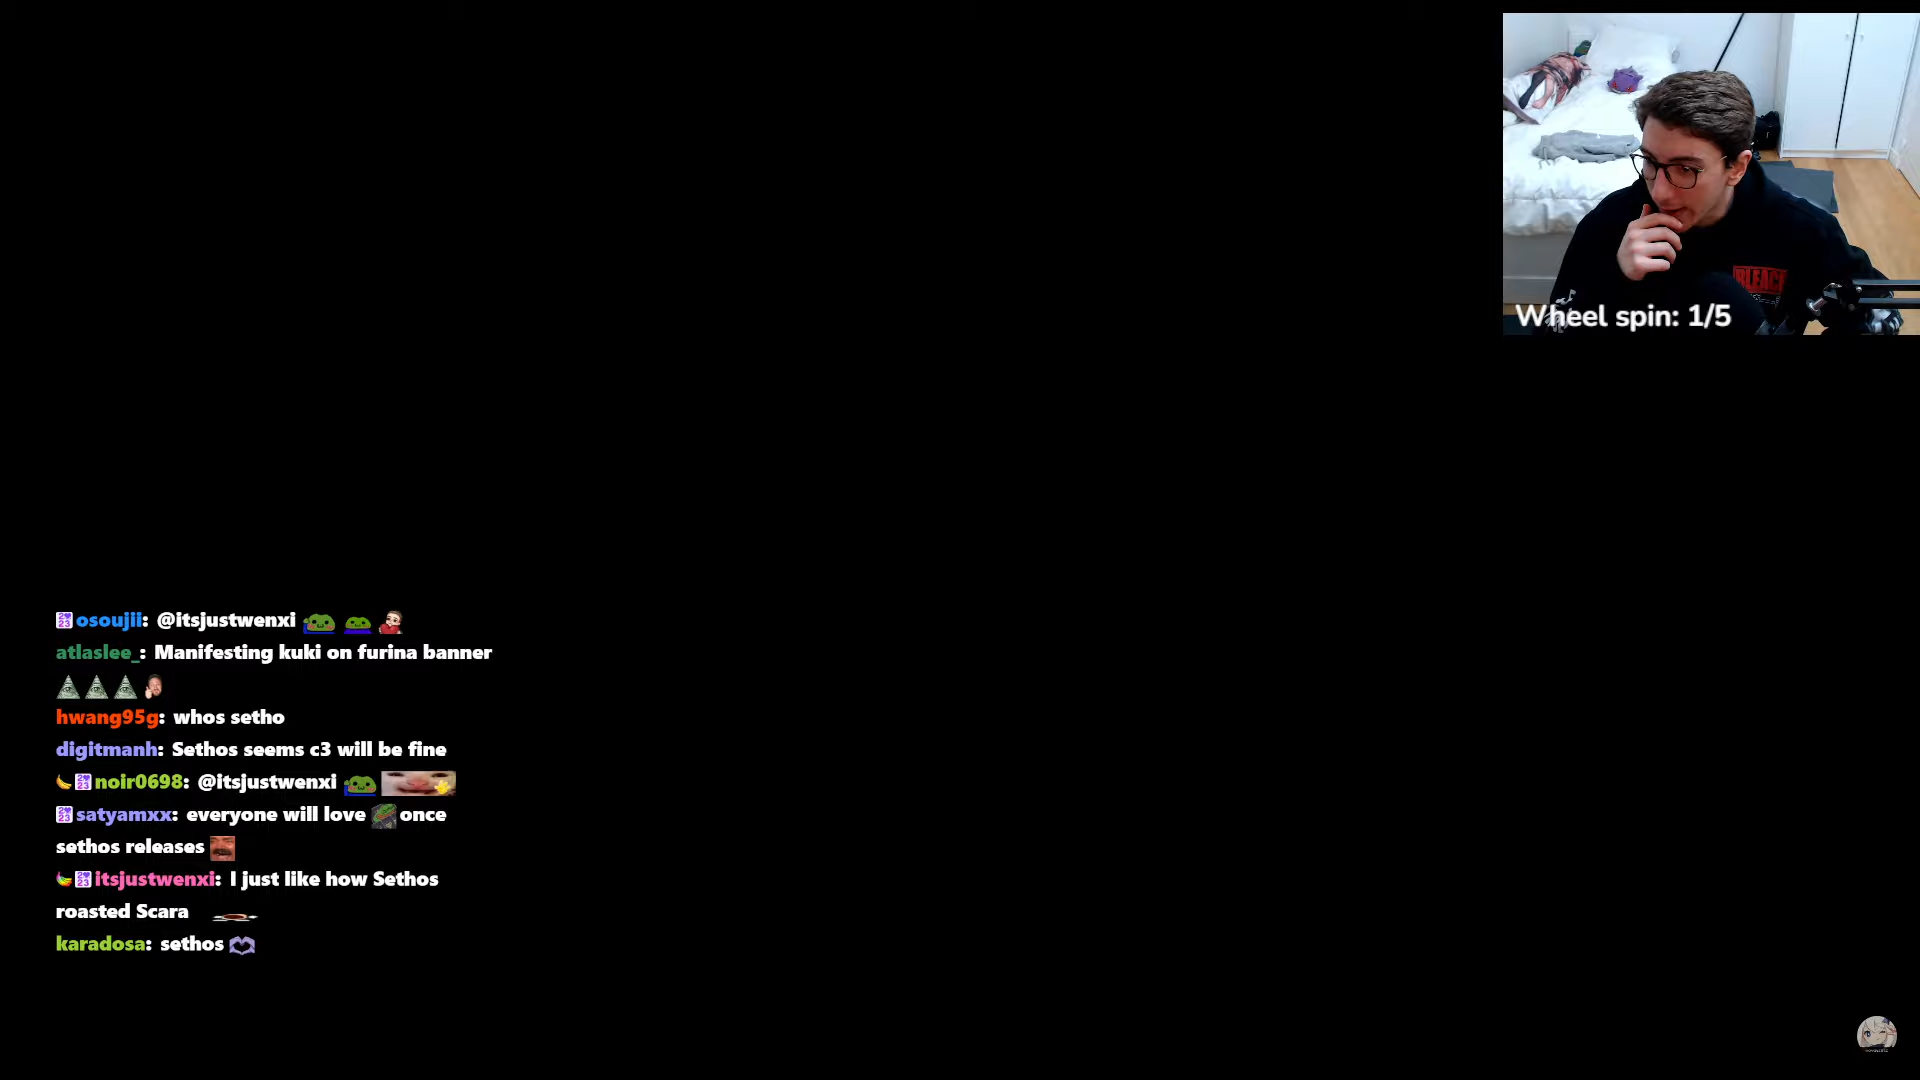 BLEACH
Wheel spin: 1/5
osoujii: @itsjustwenxi
atlaslee_: Manifesting kuki on furina banner
hwang95g: whos setho
digitmanh: Sethos seems c3 will be fine
noir0698: @itsjustwenxi
satyamxx: everyone will love once
sethos releases
itsjustwenxi: I just like how Sethos
roasted Scara
karadosa: sethos